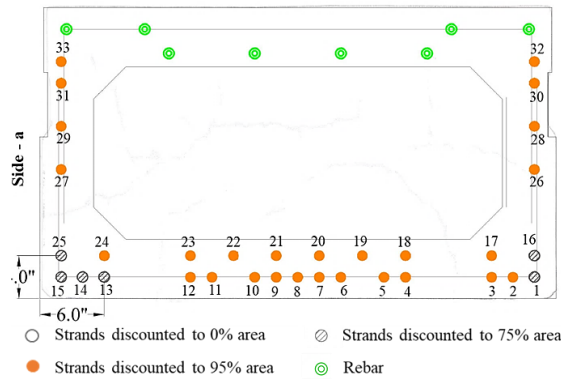 33 32
31 30
29 28
27 26
Side - a
25 24 23 22 21 20 19 18 17 16
.0"
15 14 13 12 11 10 9 8 7 6 5 4 3 2 1
6.0"
Strands discounted to 0% area Strands discounted to 75% area
Strands discounted to 95% area Rebar